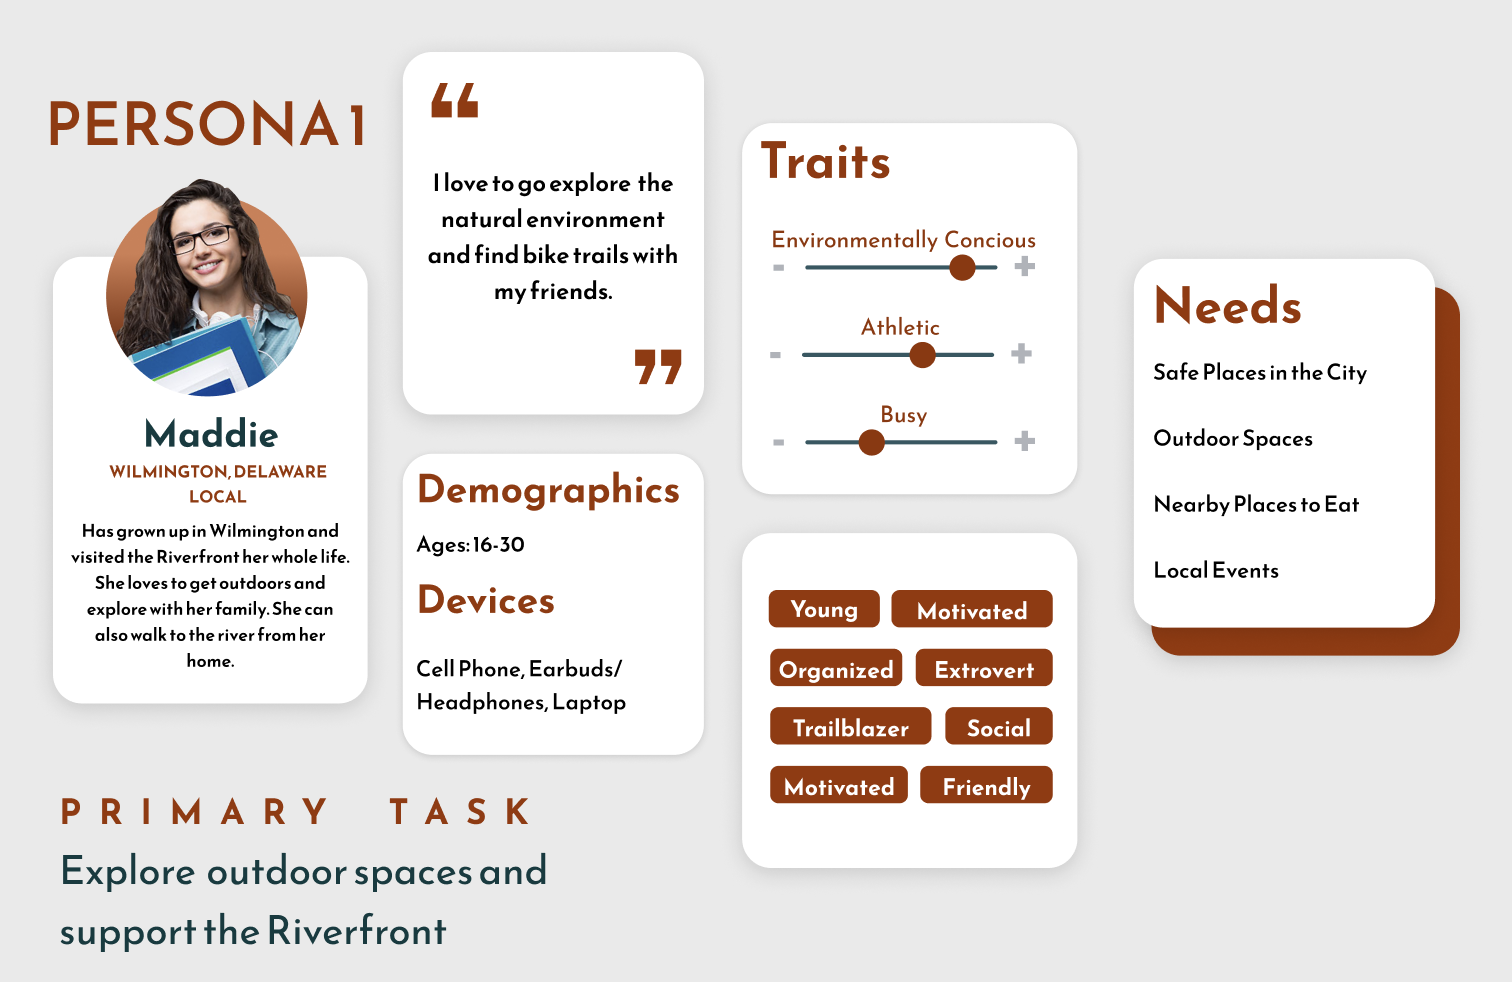 PERSONA 1
Maddie
WILMINGTON, DELAWARE
LOCAL
Has grown up in Wilmington and
visited the Riverfront her whole life.
She loves to get outdoors and
explore with her family. She can
also walk to the river from her
home.
“
I love to go explore the
natural environment
and find bike trails with
my friends.
”
Demographics
Ages: 16-30
Devices
Cell Phone, Earbuds/
Headphones, Laptop
Traits
Environmentally Concious
- +
Athletic
- +
Busy
- +
Young Motivated
Organized Extrovert
Trailblazer Social
Motivated Friendly
Needs
Safe Places in the City
Outdoor Spaces
Nearby Places to Eat
Local Events
PRIMARY TASK
Explore outdoor spaces and
support the Riverfront